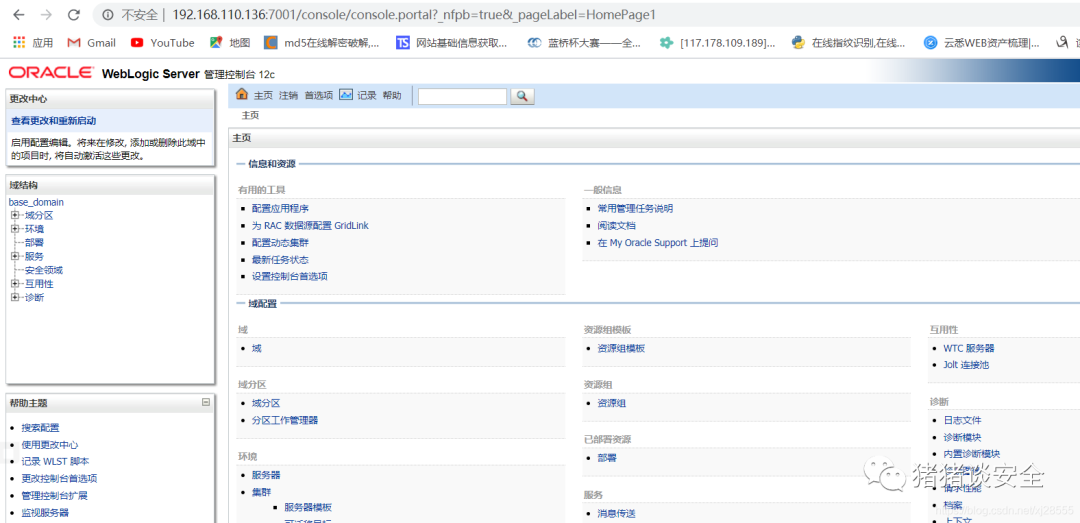 不安全 | 192.168.110.136:7001/console/console.portal?_nfpb=true&_pageLabel=HomePage1
应用 Gmail YouTube 地图 md5在线解密破解,... 网站基础信息获取... 蓝桥杯大赛——全... [117.178.109.189]... 在线指纹识别,在线... 云悉WEB资产梳理|...
ORACLE WebLogic Server 管理控制台 12c
更改中心
查看更改和重新启动
启用配置编辑。将来在修改, 添加或删除此域中
的项目时, 将自动激活这些更改。
域结构
base_domain
域分区
环境
部署
服务
安全领域
互用性
诊断
帮助主题
搜索配置
使用更改中心
记录 WLST 脚本
更改控制台首选项
管理控制台扩展
监视服务器
主页 注销 首选项 记录 帮助
主页
主页
信息和资源
有用的工具
配置应用程序
为 RAC 数据源配置 GridLink
配置动态集群
最新任务状态
设置控制台首选项
一般信息
常用管理任务说明
阅读文档
在 My Oracle Support 上提问
域配置
域
域
域分区
域分区
分区工作管理器
环境
服务器
集群
服务器模板
可迁移目标
资源组模板
资源组模板
资源组
资源组
已部署资源
部署
服务
消息传送
互用性
WTC 服务器
Jolt 连接池
诊断
日志文件
诊断模块
内置诊断模块
请求性能
档案
上下文
猪猪谈安全